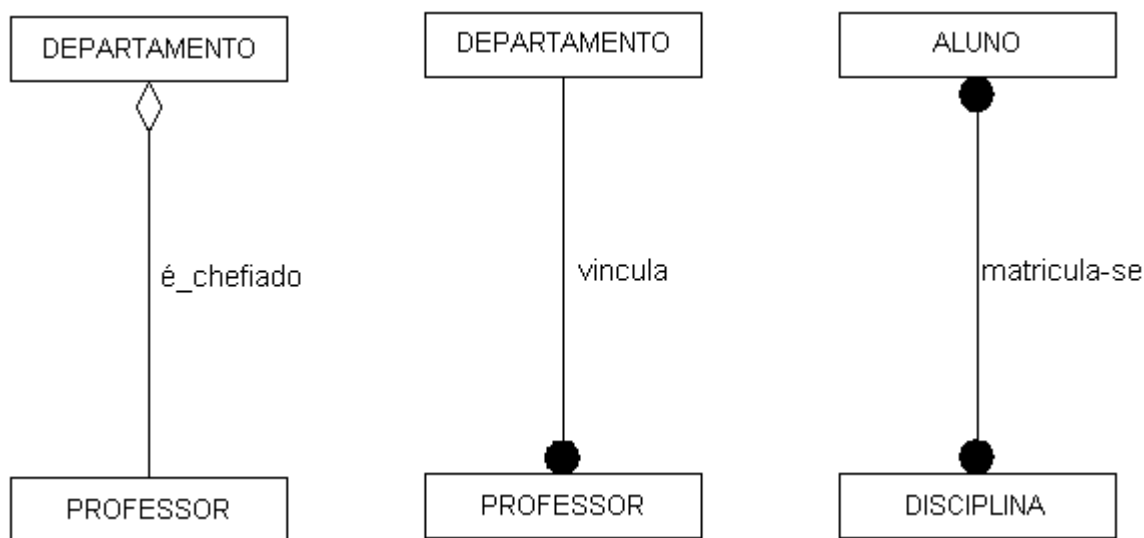 DEPARTAMENTO
DEPARTAMENTO
ALUNO
é_chefiado
vincula
matricula-se
PROFESSOR
PROFESSOR
DISCIPLINA